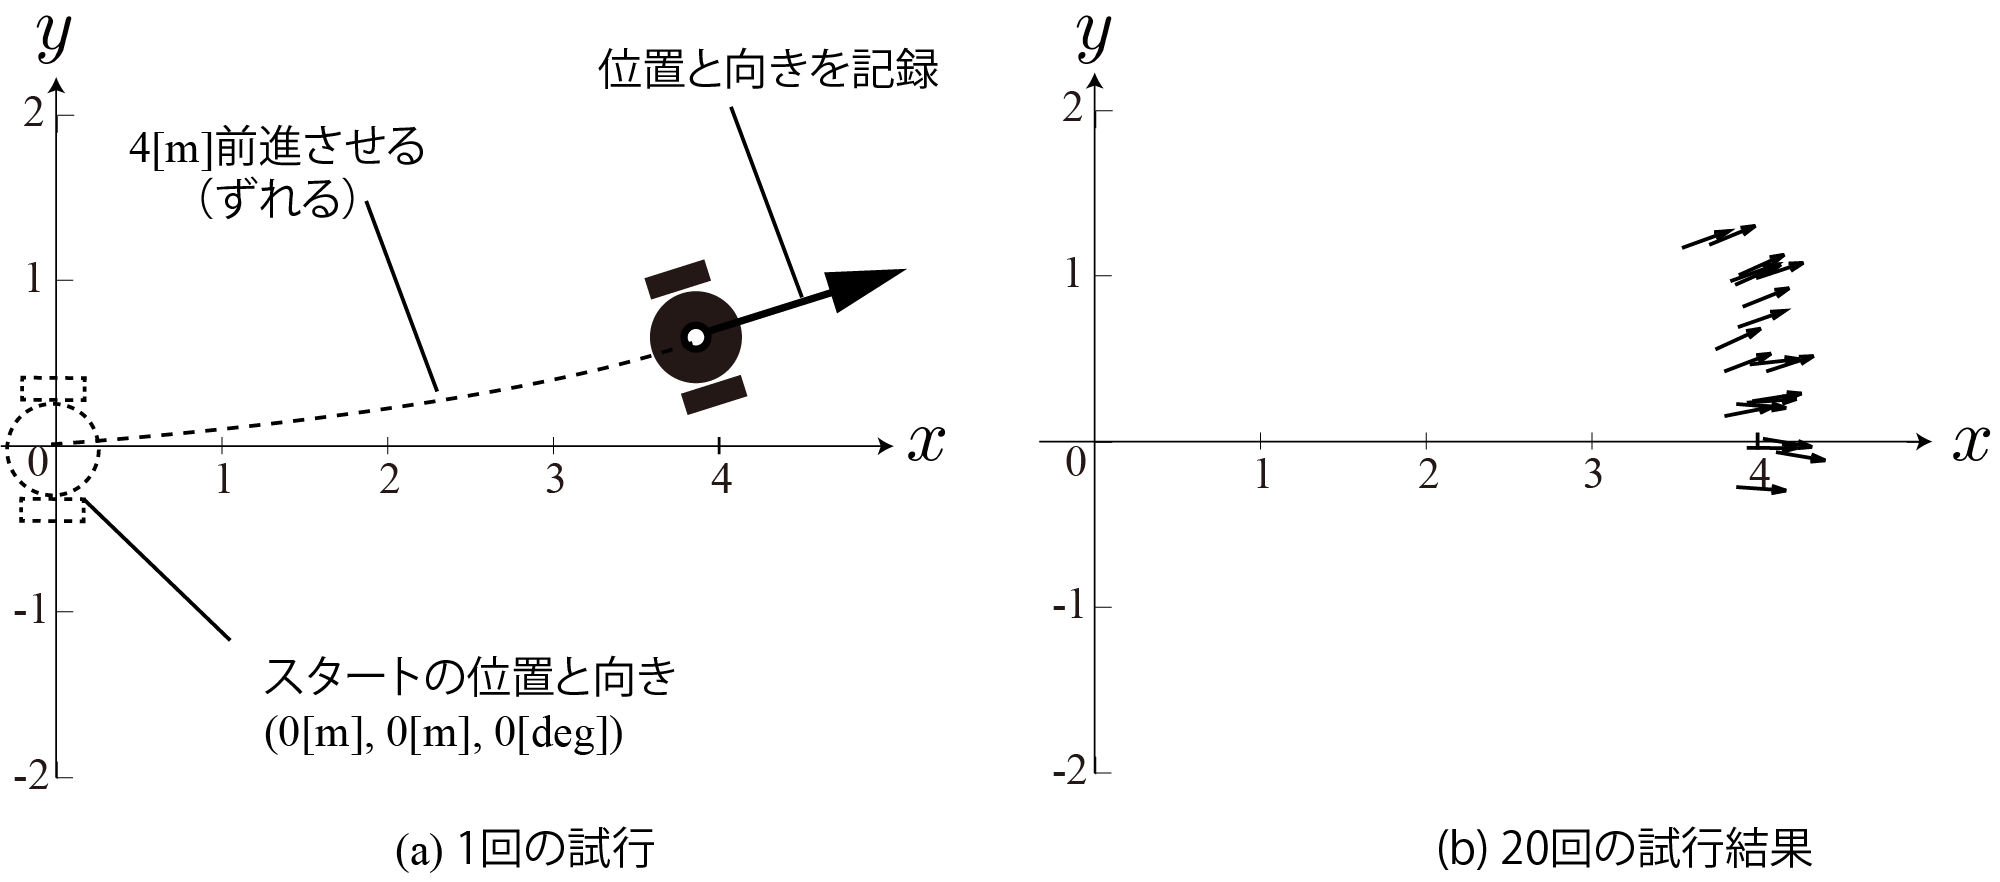 y
2
1
0
-1
-2
1
2
3
4
x
位置と向きを記録
4[m]前進させる
（ずれる）
スタートの位置と向き
(0[m], 0[m], 0[deg])
(a) 1回の試行
y
2
1
0
-1
-2
1
2
3
4
x
(b) 20回の試行結果